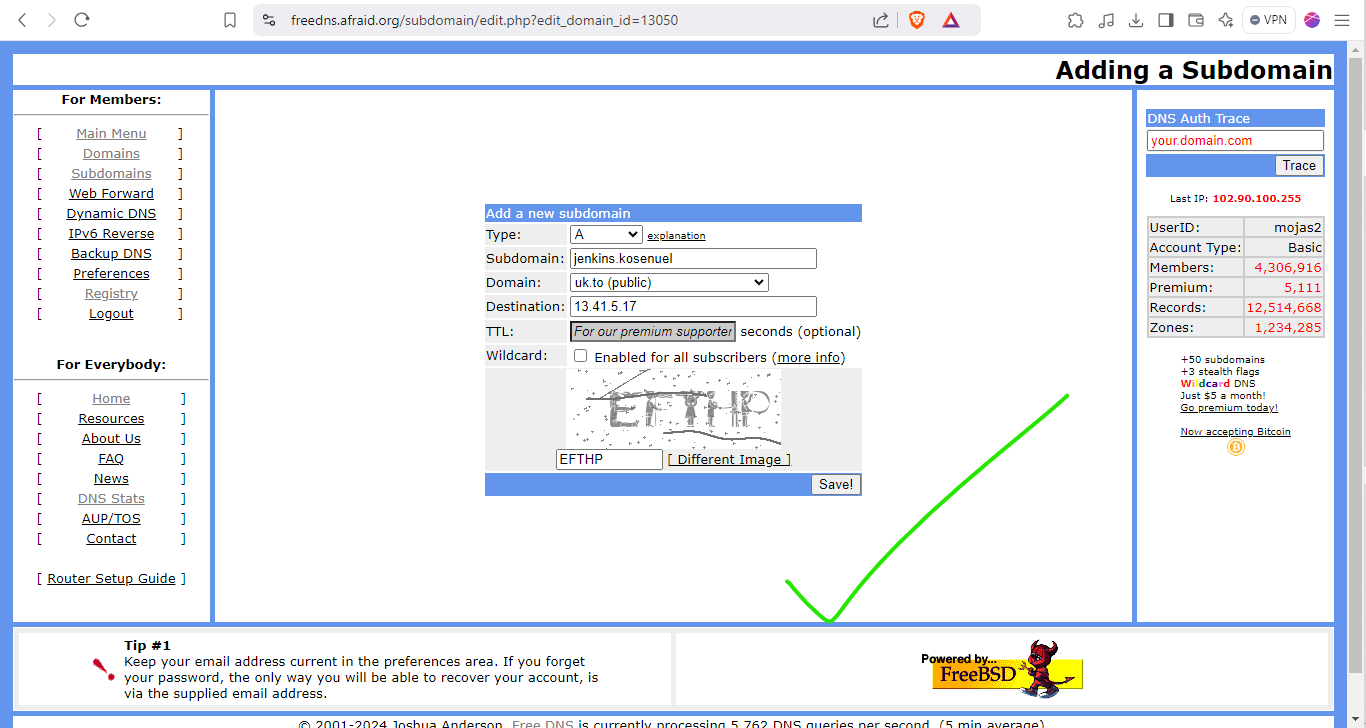 freedns.afraid.org/subdomain/edit.php?edit_domain_id=13050
VPN
Adding a Subdomain
For Members:
[ Main Menu ]
[ Domains ]
[ Subdomains ]
[ Web Forward ]
[ Dynamic DNS ]
[ IPv6 Reverse ]
[ Backup DNS ]
[ Preferences ]
[ Registry ]
[ Logout ]
For Everybody:
[ Home ]
[ Resources ]
[ About Us ]
[ FAQ ]
[ News ]
[ DNS Stats ]
[ AUP/TOS ]
[ Contact ]
[ Router Setup Guide ]
Add a new subdomain
Type: A explanation
Subdomain: jenkins.kosenuel
Domain: uk.to (public)
Destination: 13.41.5.17
TTL: For our premium supporter seconds (optional)
Wildcard: Enabled for all subscribers (more info)
EFTHP
EFTHP [ Different Image ]
Save!
DNS Auth Trace
your.domain.com
Trace
Last IP: 102.90.100.255
UserID: mojas2
Account Type: Basic
Members: 4,306,916
Premium: 5,111
Records: 12,514,668
Zones: 1,234,285
+50 subdomains
+3 stealth flags
Wildcard DNS
Just $5 a month!
Go premium today!
Now accepting Bitcoin
Tip #1
Keep your email address current in the preferences area. If you forget
your password, the only way you will be able to recover your account, is
via the supplied email address.
Powered by...
FreeBSD
© 2001-2024 Joshua Anderson. Free DNS is currently processing 5,762 DNS queries per second. (5 min average)